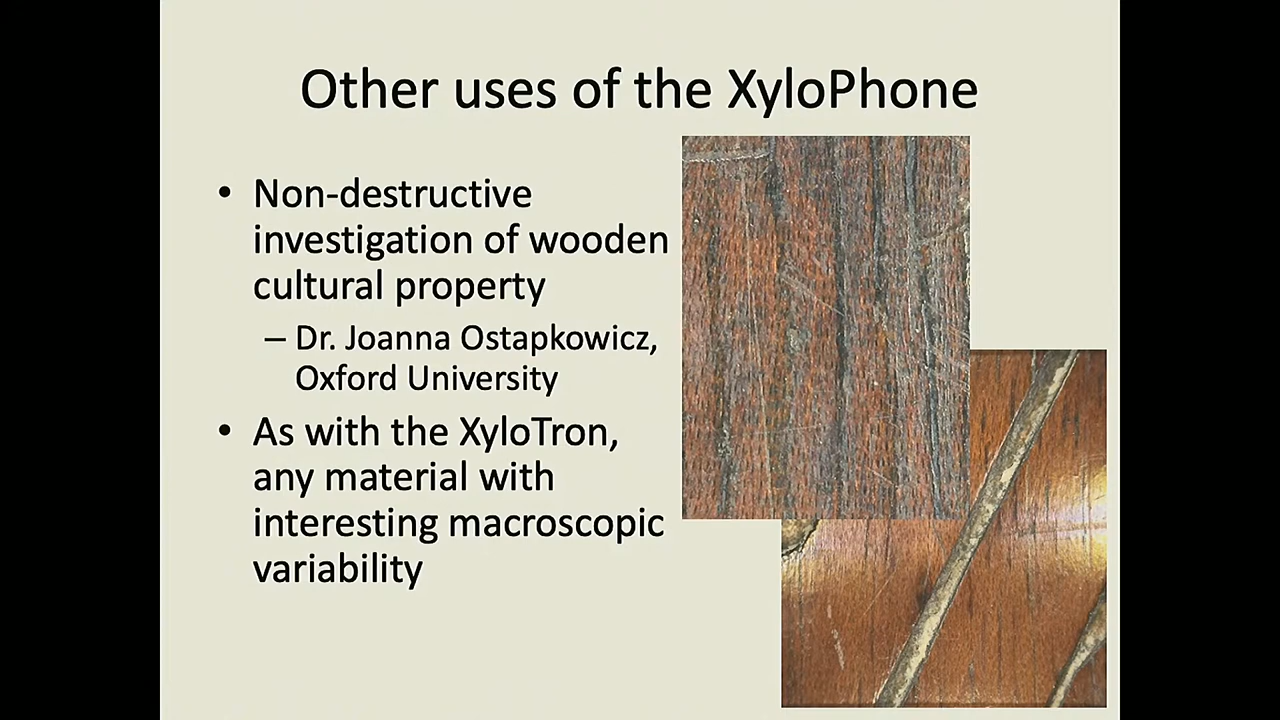 Other uses of the XyloPhone
• Non-destructive
investigation of wooden
cultural property
– Dr. Joanna Ostapkowicz,
Oxford University
• As with the XyloTron,
any material with
interesting macroscopic
variability